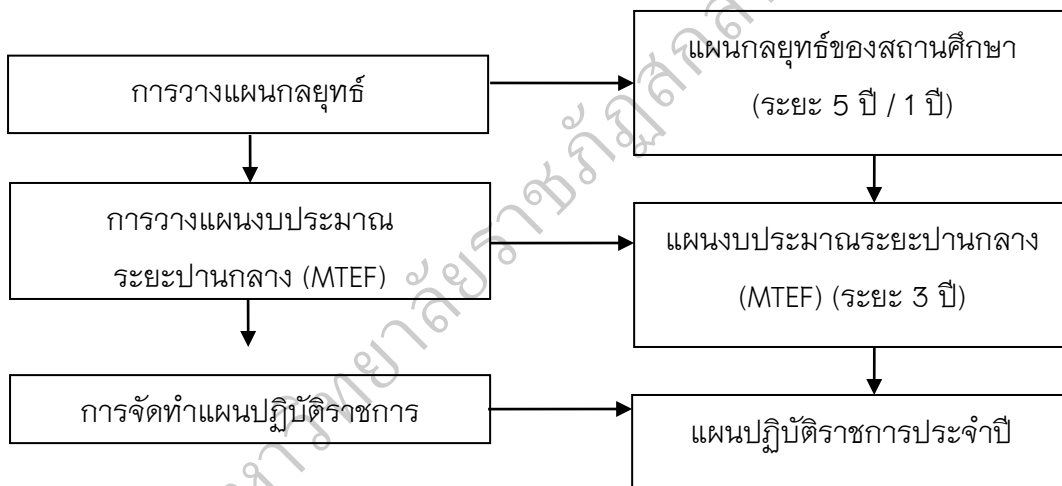 การวางแผนกลยุทธ์
แผนกลยุทธ์ของสถานศึกษา
(ระยะ 5 ปี / 1 ปี)
การวางแผนงบประมาณ
ระยะปานกลาง (MTEF)
แผนงบประมาณระยะปานกลาง
(MTEF) (ระยะ 3 ปี)
การจัดทำแผนปฏิบัติราชการ
แผนปฏิบัติราชการประจำปี